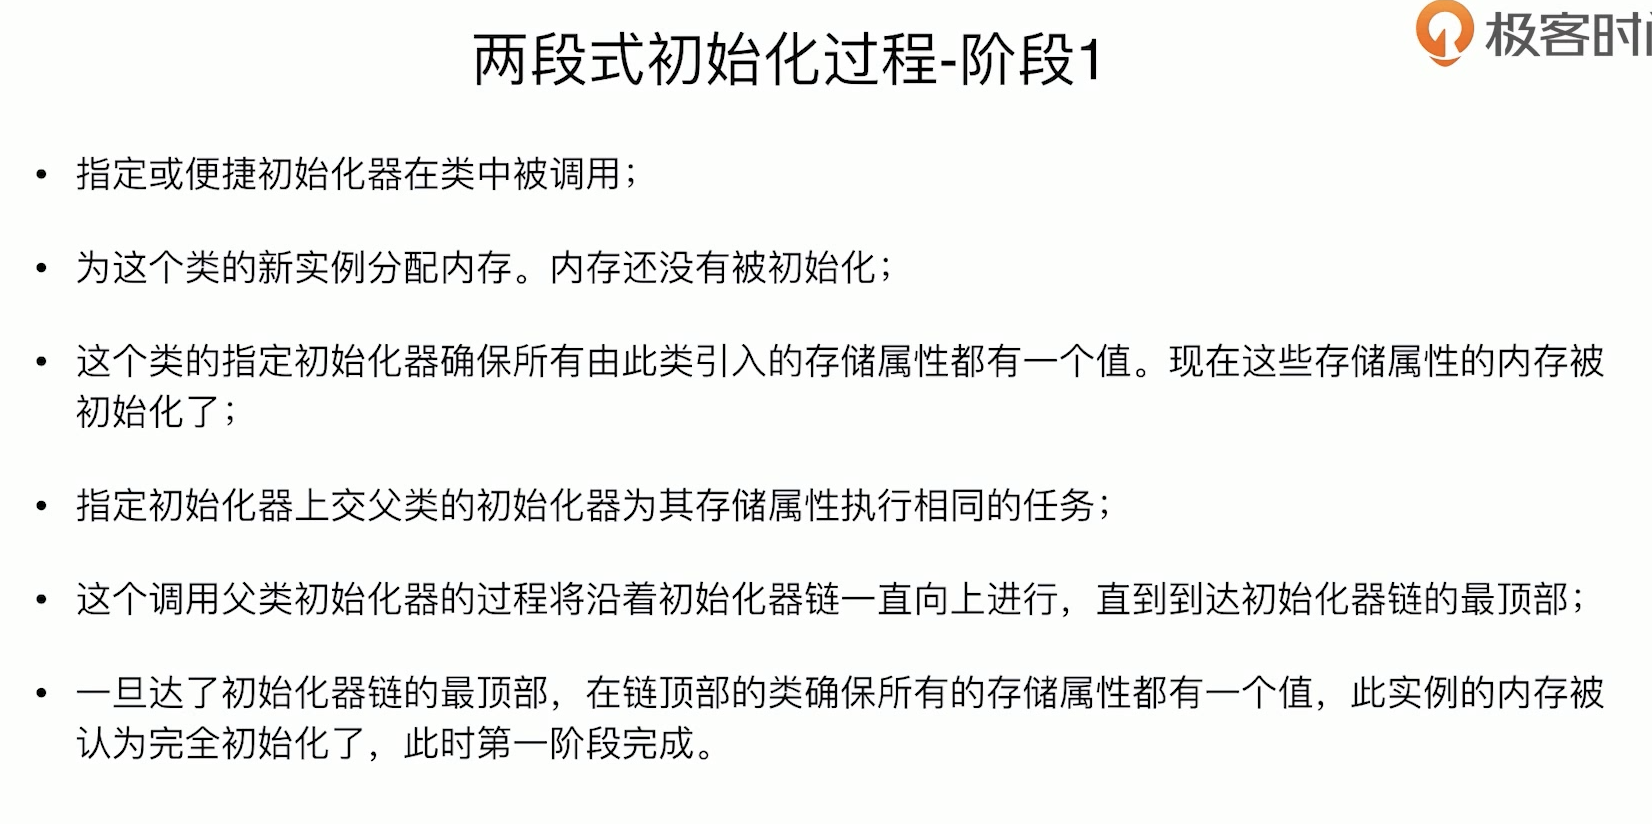 极客时间
两段式初始化过程-阶段1
• 指定或便捷初始化器在类中被调用；
• 为这个类的新实例分配内存。内存还没有被初始化；
• 这个类的指定初始化器确保所有由此类引入的存储属性都有一个值。现在这些存储属性的内存被
初始化了；
• 指定初始化器上交父类的初始化器为其存储属性执行相同的任务；
• 这个调用父类初始化器的过程将沿着初始化器链一直向上进行，直到到达初始化器链的最顶部；
• 一旦达了初始化器链的最顶部，在链顶部的类确保所有的存储属性都有一个值，此实例的内存被
认为完全初始化了，此时第一阶段完成。